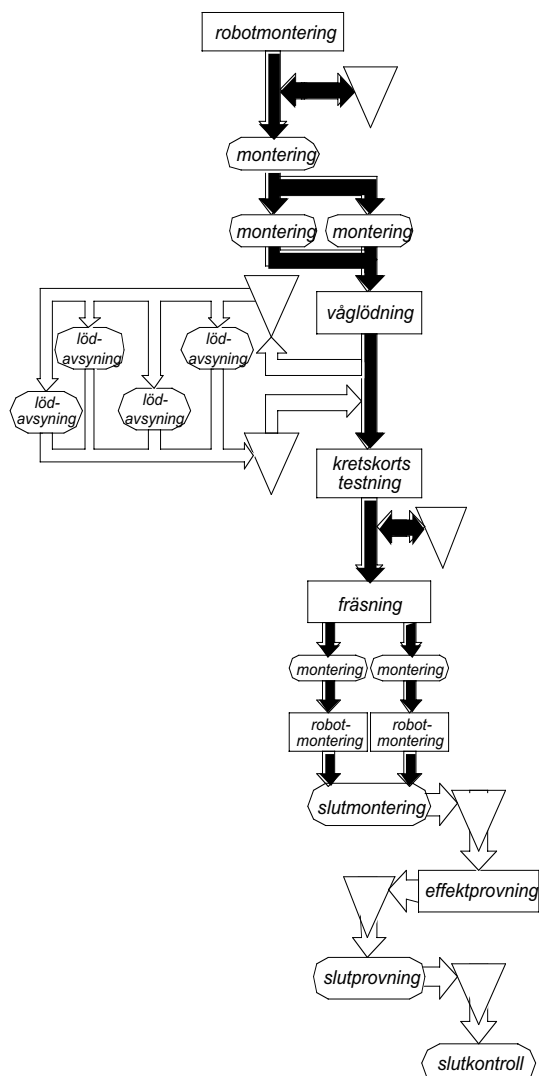 robotmontering
montering
montering
montering
våglödning
löd-
avsyning
löd-
avsyning
löd-
avsyning
löd-
avsyning
kretskorts
testning
fräsning
montering
montering
robot-
montering
robot-
montering
slutmontering
effektprovning
slutprovning
slutkontroll